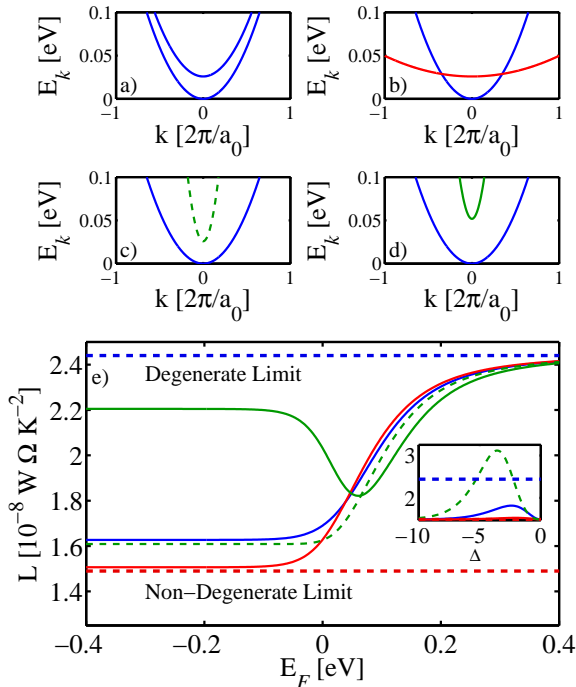 0.1
0.05
0
E_k [eV]
a)
−1
0
1
k [2π/a_0]
0.1
0.05
0
E_k [eV]
b)
−1
0
1
k [2π/a_0]
0.1
0.05
0
E_k [eV]
c)
−1
0
1
k [2π/a_0]
0.1
0.05
0
E_k [eV]
d)
−1
0
1
k [2π/a_0]
e)
2.4
2.2
2
1.8
1.6
1.4
L [10^{−8} W Ω K^{−2}]
Degenerate Limit
Non−Degenerate Limit
3
2
−10
−5
0
Δ
−0.4
−0.2
0
0.2
0.4
E_F [eV]